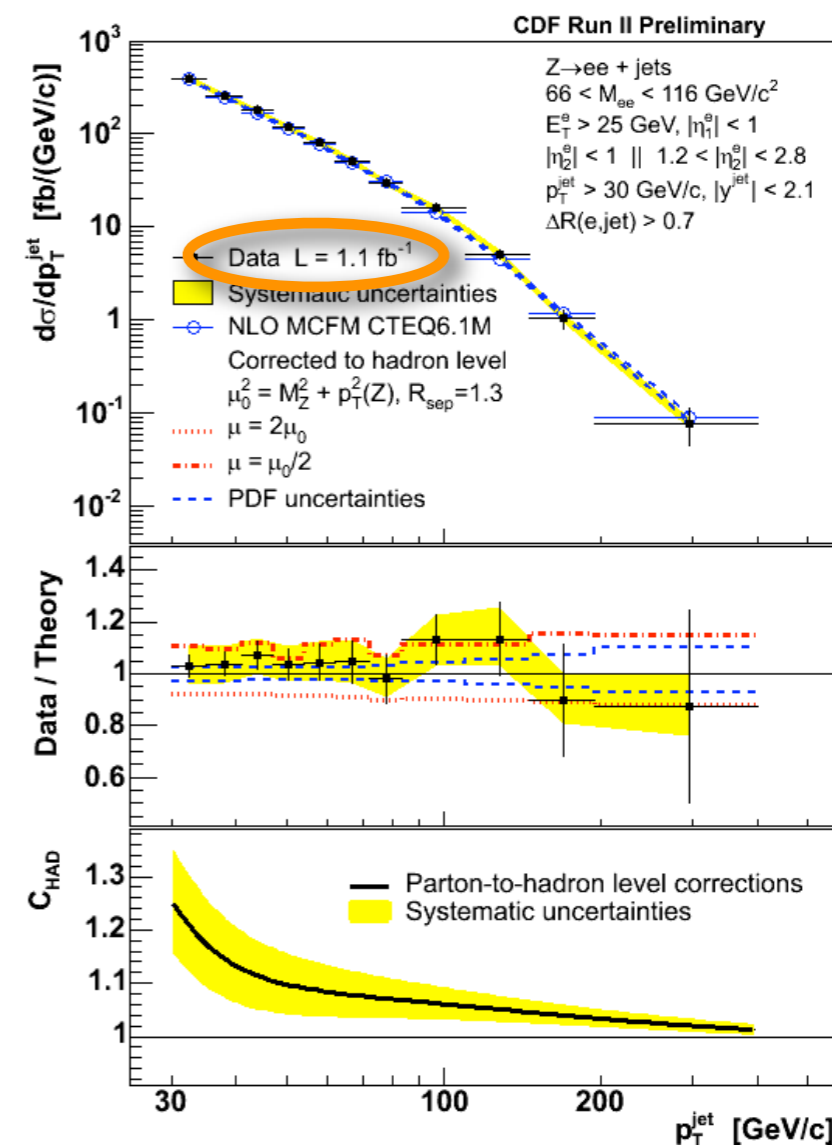 CDF Run II Preliminary
dσ/dp_T^jet [fb/(GeV/c)]
10³
10²
10
1
10⁻¹
10⁻²
Z→ee + jets
66 < M_ee < 116 GeV/c²
E_T^e > 25 GeV, |η_1^e| < 1
|η_2^e| < 1 || 1.2 < |η_2^e| < 2.8
p_T^jet > 30 GeV/c, |y^jet| < 2.1
ΔR(e,jet) > 0.7
Data L = 1.1 fb⁻¹
Systematic uncertainties
NLO MCFM CTEQ6.1M
Corrected to hadron level
μ_0² = M_Z² + p_T²(Z), R_sep=1.3
μ = 2μ₀
μ = μ₀/2
PDF uncertainties
Data / Theory
1.4
1.2
1
0.8
0.6
C_HAD
1.3
1.2
1.1
1
Parton-to-hadron level corrections
Systematic uncertainties
30
100
200
p_T^jet [GeV/c]